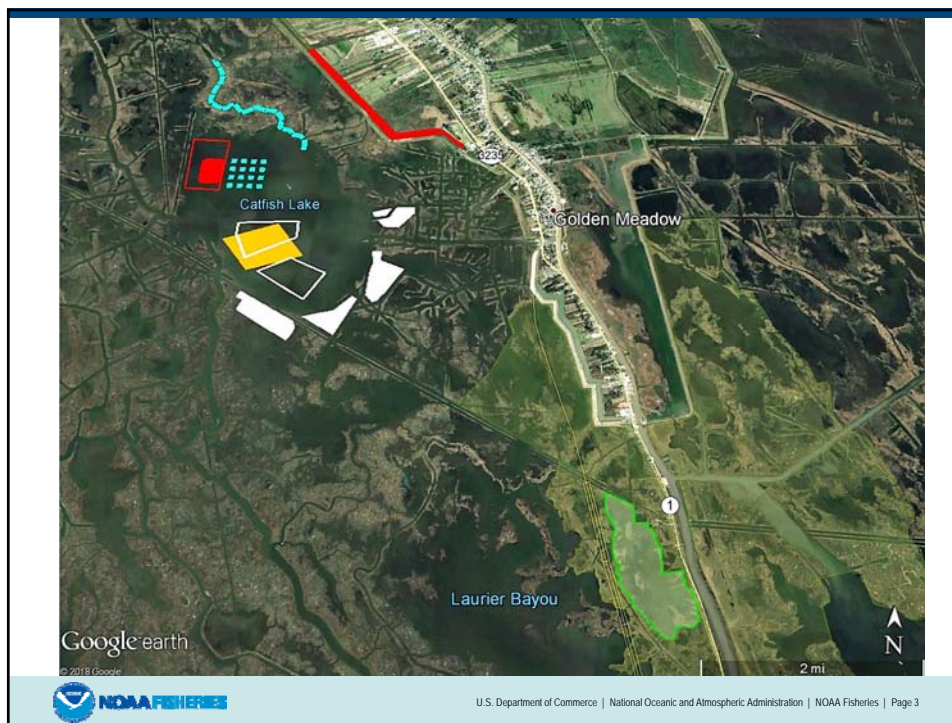 3235
Catfish Lake
Golden Meadow
1
Laurier Bayou
Google earth
N
© 2018 Google
2 mi
NOAA FISHERIES
U.S. Department of Commerce | National Oceanic and Atmospheric Administration | NOAA Fisheries | Page 3